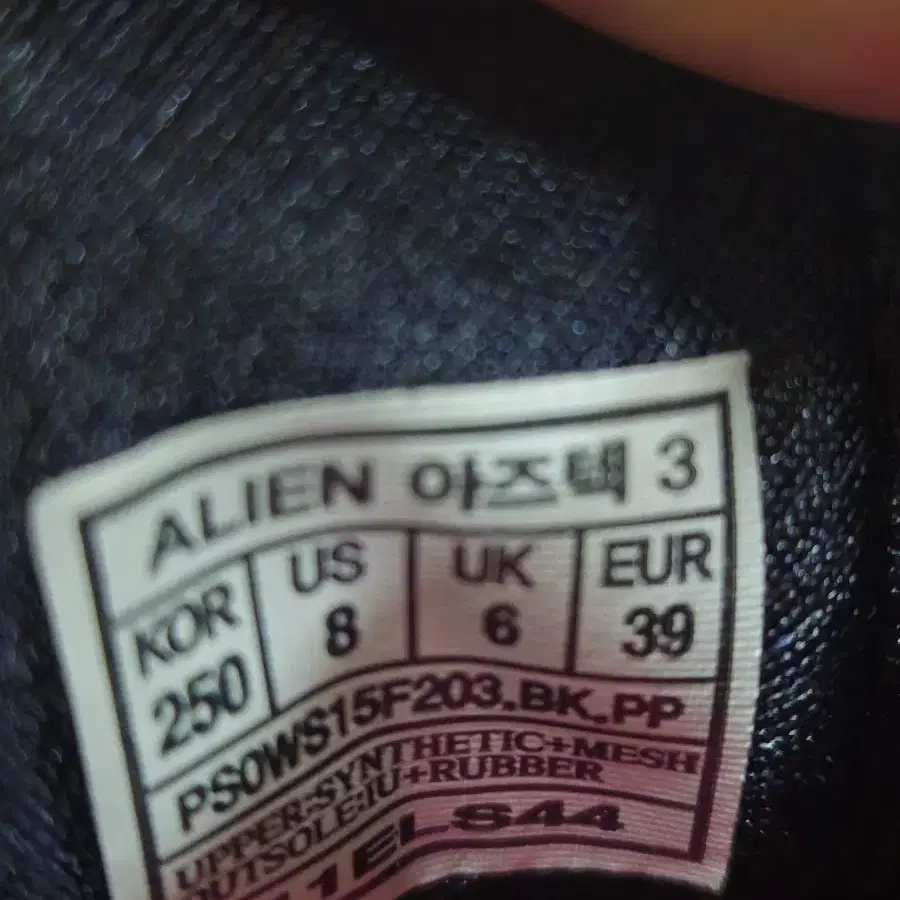 ALIEN 아즈텍 3
KOR US UK EUR
250 8 6 39
PS0WS15F203.BK.PP
UPPER:SYNTHETIC+MESH
OUTSOLE:IU+RUBBER
11ELS44